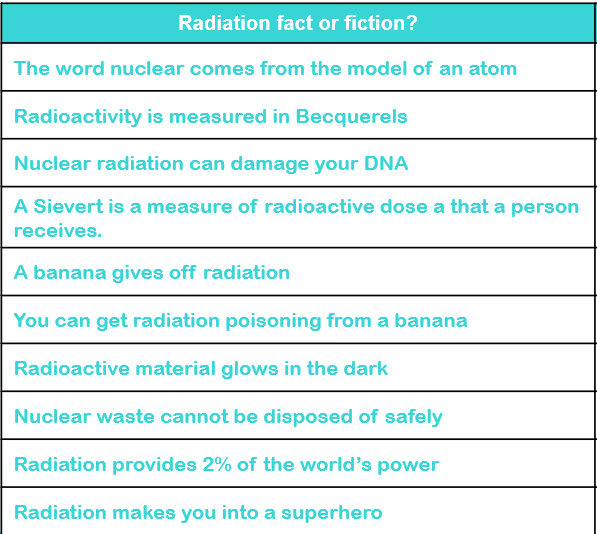 Radiation fact or fiction?
The word nuclear comes from the model of an atom
Radioactivity is measured in Becquerels
Nuclear radiation can damage your DNA
A Sievert is a measure of radioactive dose a that a person
receives.
A banana gives off radiation
You can get radiation poisoning from a banana
Radioactive material glows in the dark
Nuclear waste cannot be disposed of safely
Radiation provides 2% of the world’s power
Radiation makes you into a superhero